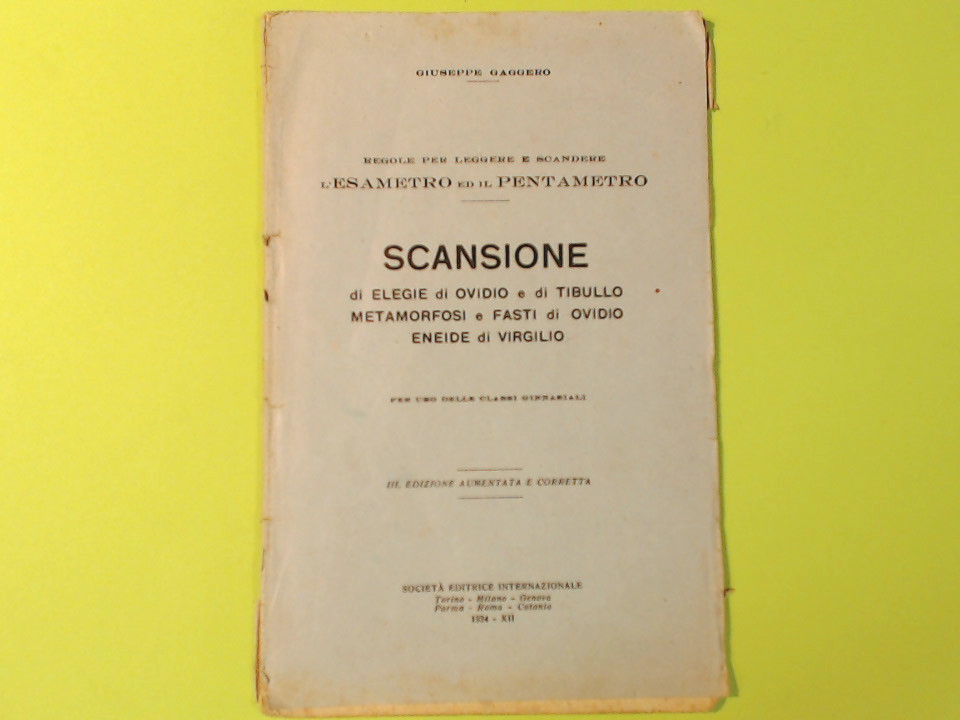 GIUSEPPE GAGGERO
REGOLE PER LEGGERE E SCANDERE
L'ESAMETRO ED IL PENTAMETRO
SCANSIONE
di ELEGIE di OVIDIO e di TIBULLO
METAMORFOSI e FASTI di OVIDIO
ENEIDE di VIRGILIO
PER USO DELLE CLASSI GINNASIALI
III. EDIZIONE AUMENTATA E CORRETTA
SOCIETÀ EDITRICE INTERNAZIONALE
Torino - Milano - Genova
Parma - Roma - Catania
1934 - XII